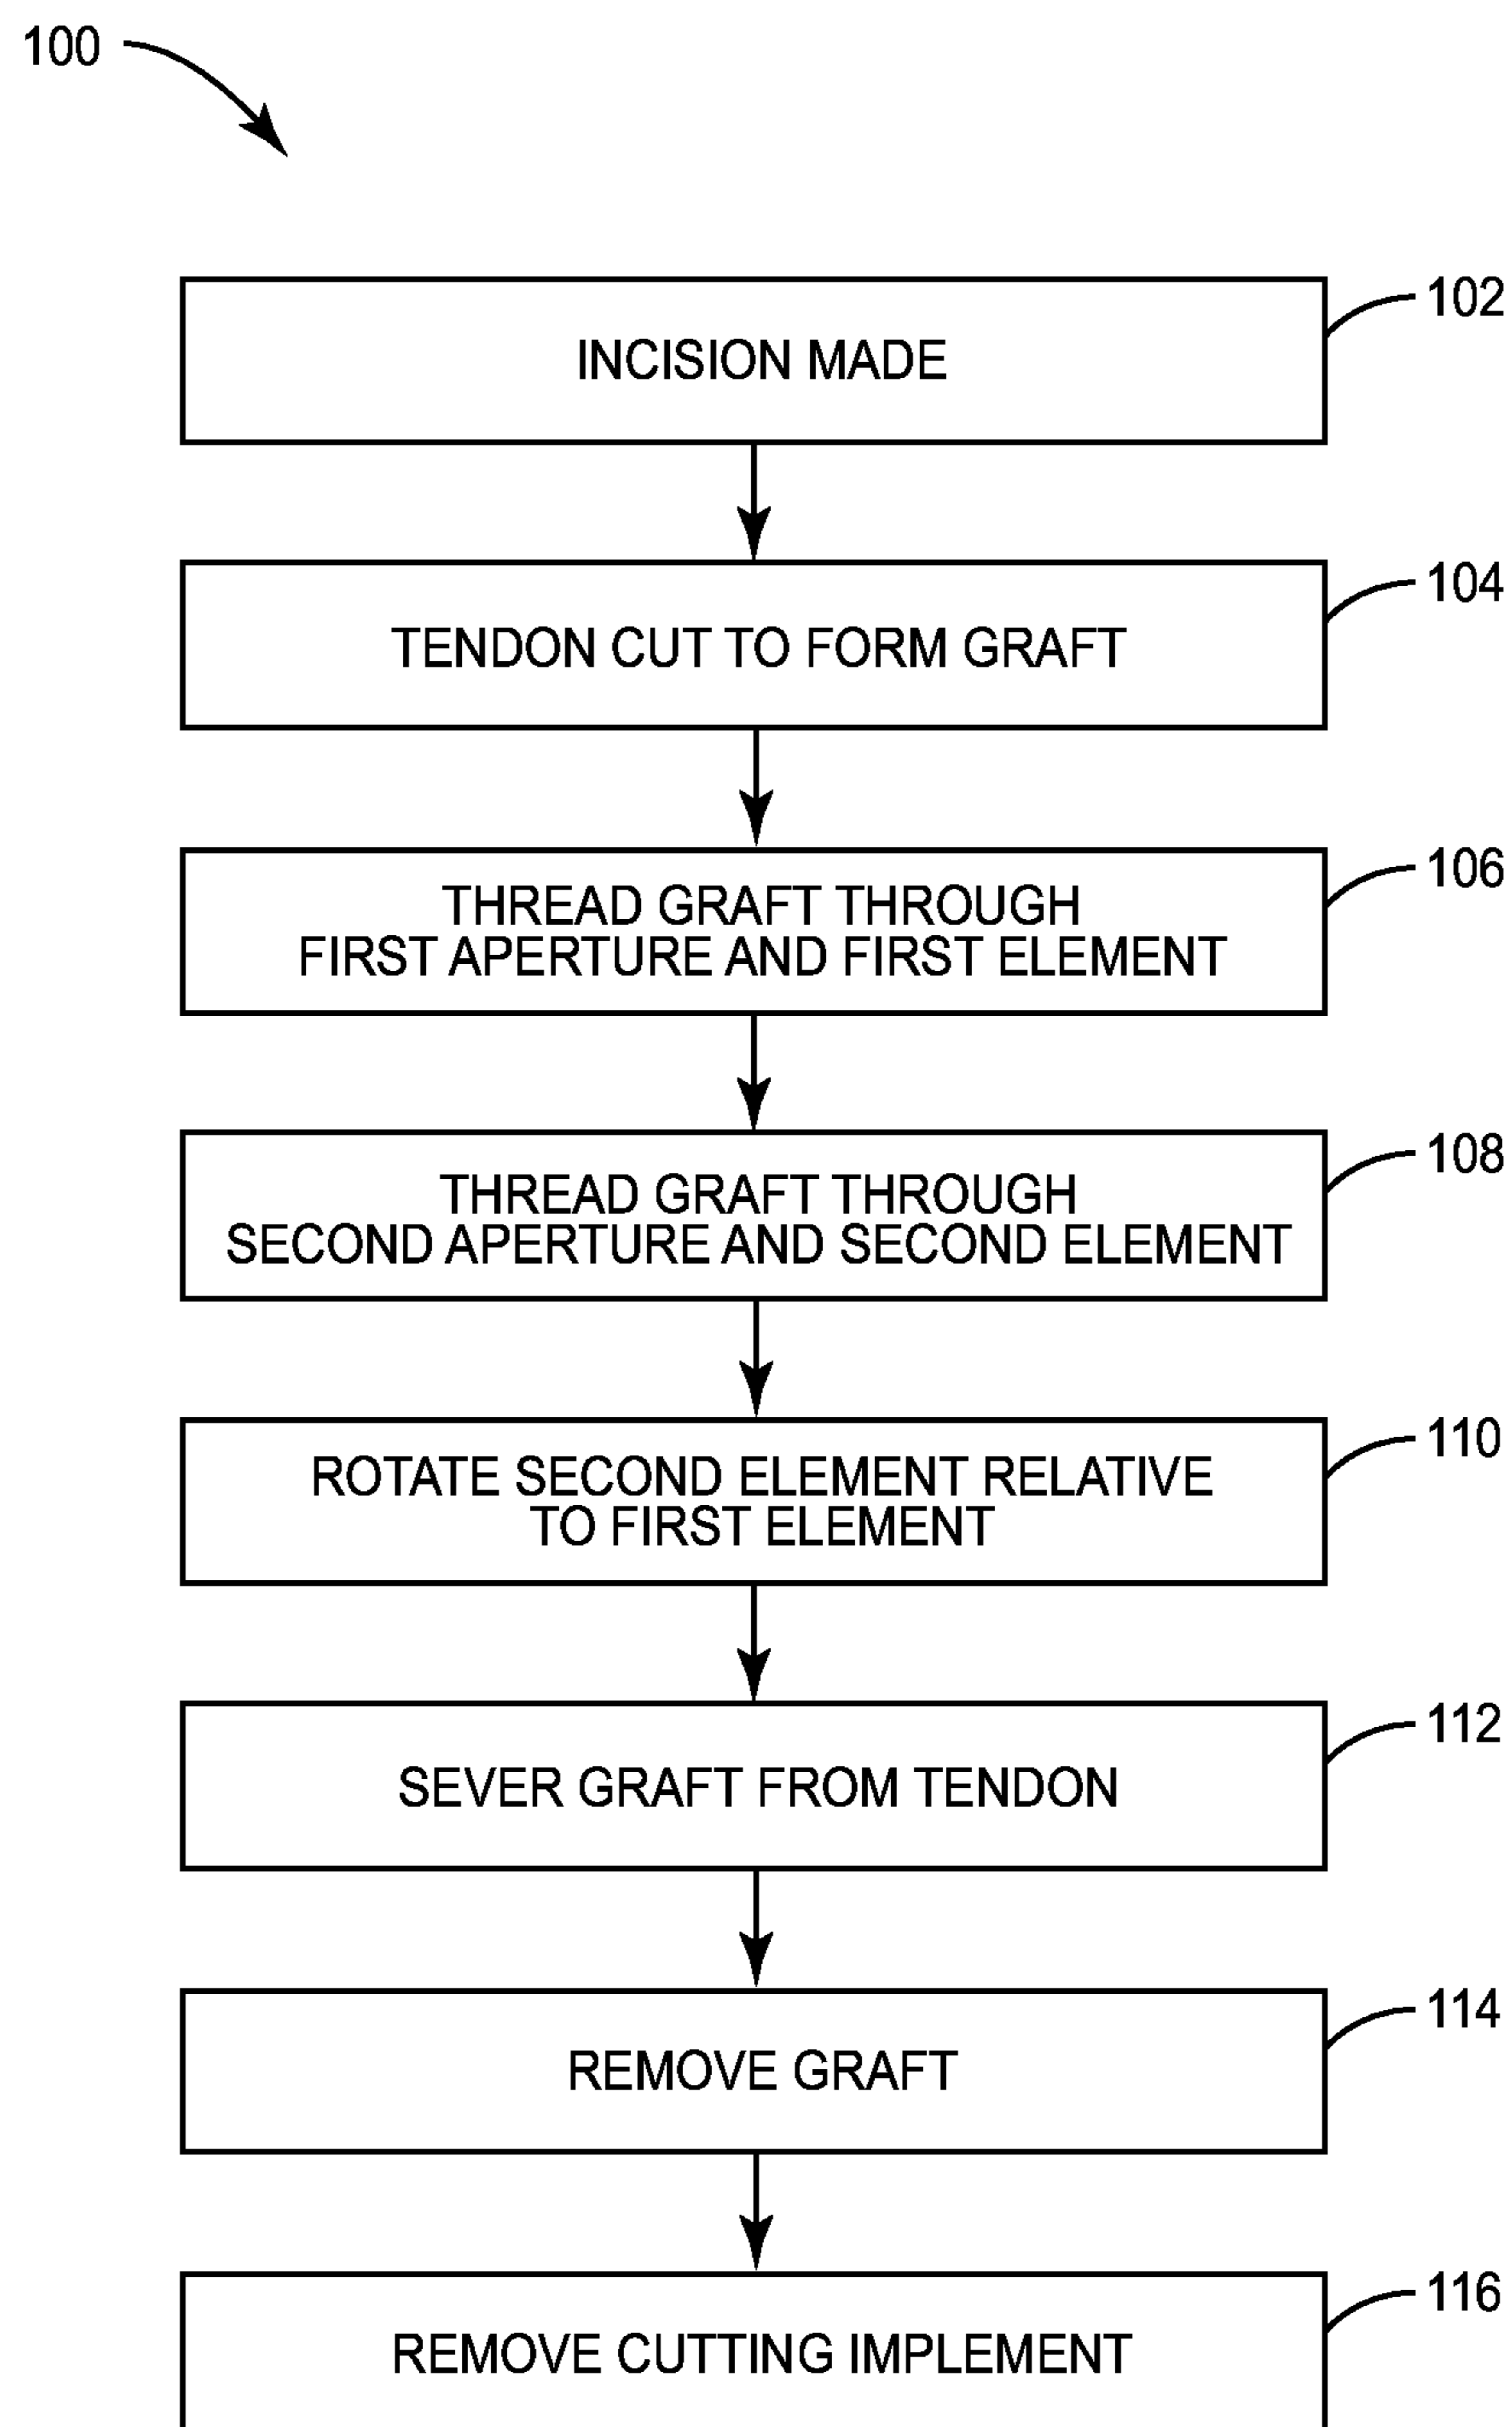 100
102
INCISION MADE
104
TENDON CUT TO FORM GRAFT
106
THREAD GRAFT THROUGH
FIRST APERTURE AND FIRST ELEMENT
108
THREAD GRAFT THROUGH
SECOND APERTURE AND SECOND ELEMENT
110
ROTATE SECOND ELEMENT RELATIVE
TO FIRST ELEMENT
112
SEVER GRAFT FROM TENDON
114
REMOVE GRAFT
116
REMOVE CUTTING IMPLEMENT